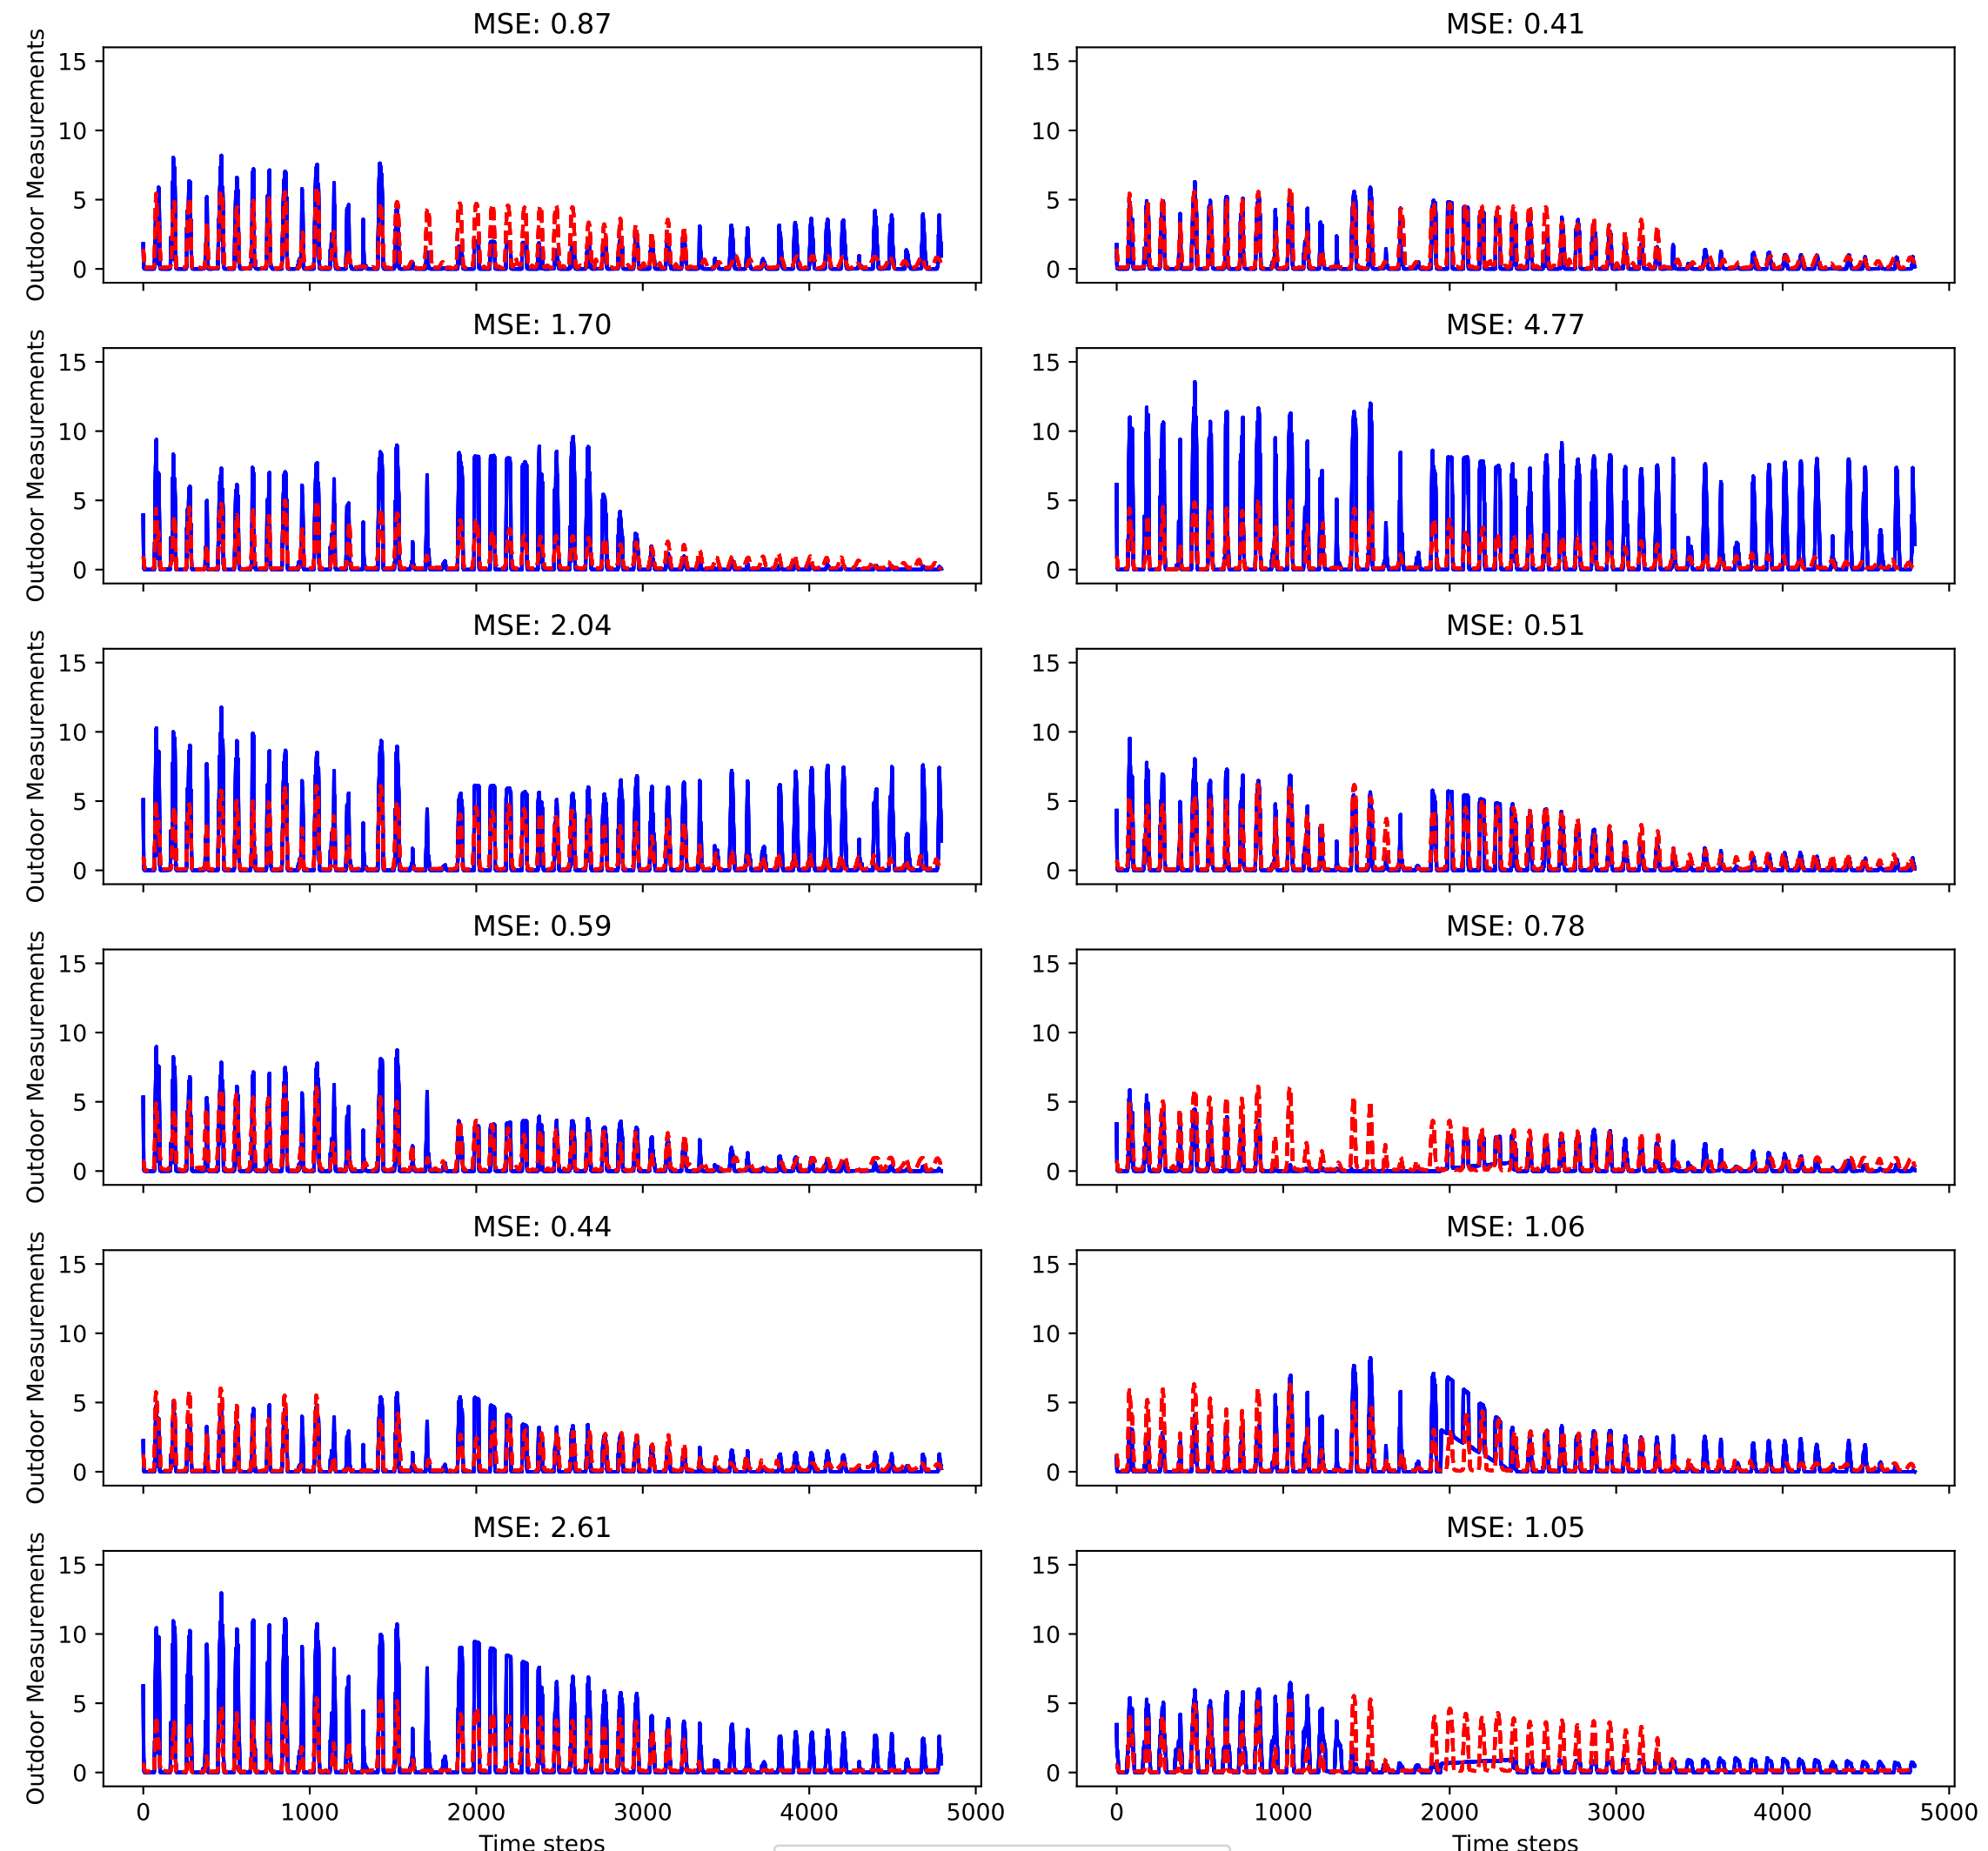 MSE: 0.87 MSE: 0.41
Outdoor Measurements
15 15
10 10
5 5
0 0
MSE: 1.70 MSE: 4.77
Outdoor Measurements
15 15
10 10
5 5
0 0
MSE: 2.04 MSE: 0.51
Outdoor Measurements
15 15
10 10
5 5
0 0
MSE: 0.59 MSE: 0.78
Outdoor Measurements
15 15
10 10
5 5
0 0
MSE: 0.44 MSE: 1.06
Outdoor Measurements
15 15
10 10
5 5
0 0
MSE: 2.61 MSE: 1.05
Outdoor Measurements
15 15
10 10
5 5
0 0
0 1000 2000 3000 4000 5000 0 1000 2000 3000 4000 5000
Time steps Time steps